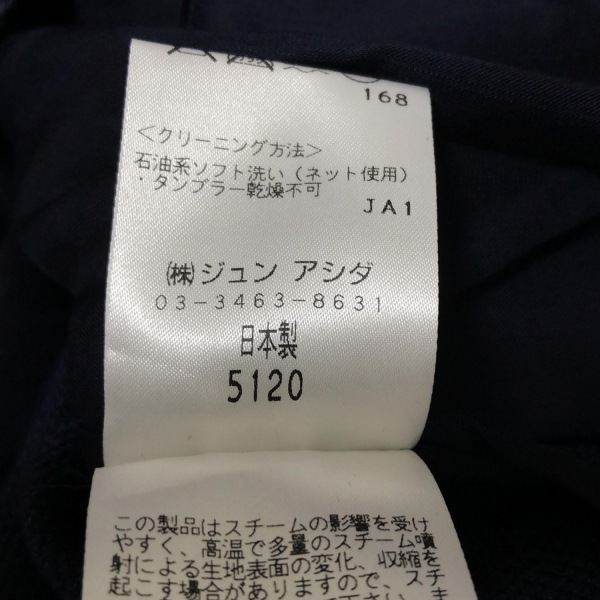 168
<クリーニング方法>
石油系ソフト洗い(ネット使用)
・タンブラー乾燥不可
JA1
㈱ジュン アシダ
03-3463-8631
日本製
5120
この製品はスチームの影響を受け
やすく、高温で多量のスチーム噴
射による生地表面の変化、収縮を
起こす場合がありますので、スチ